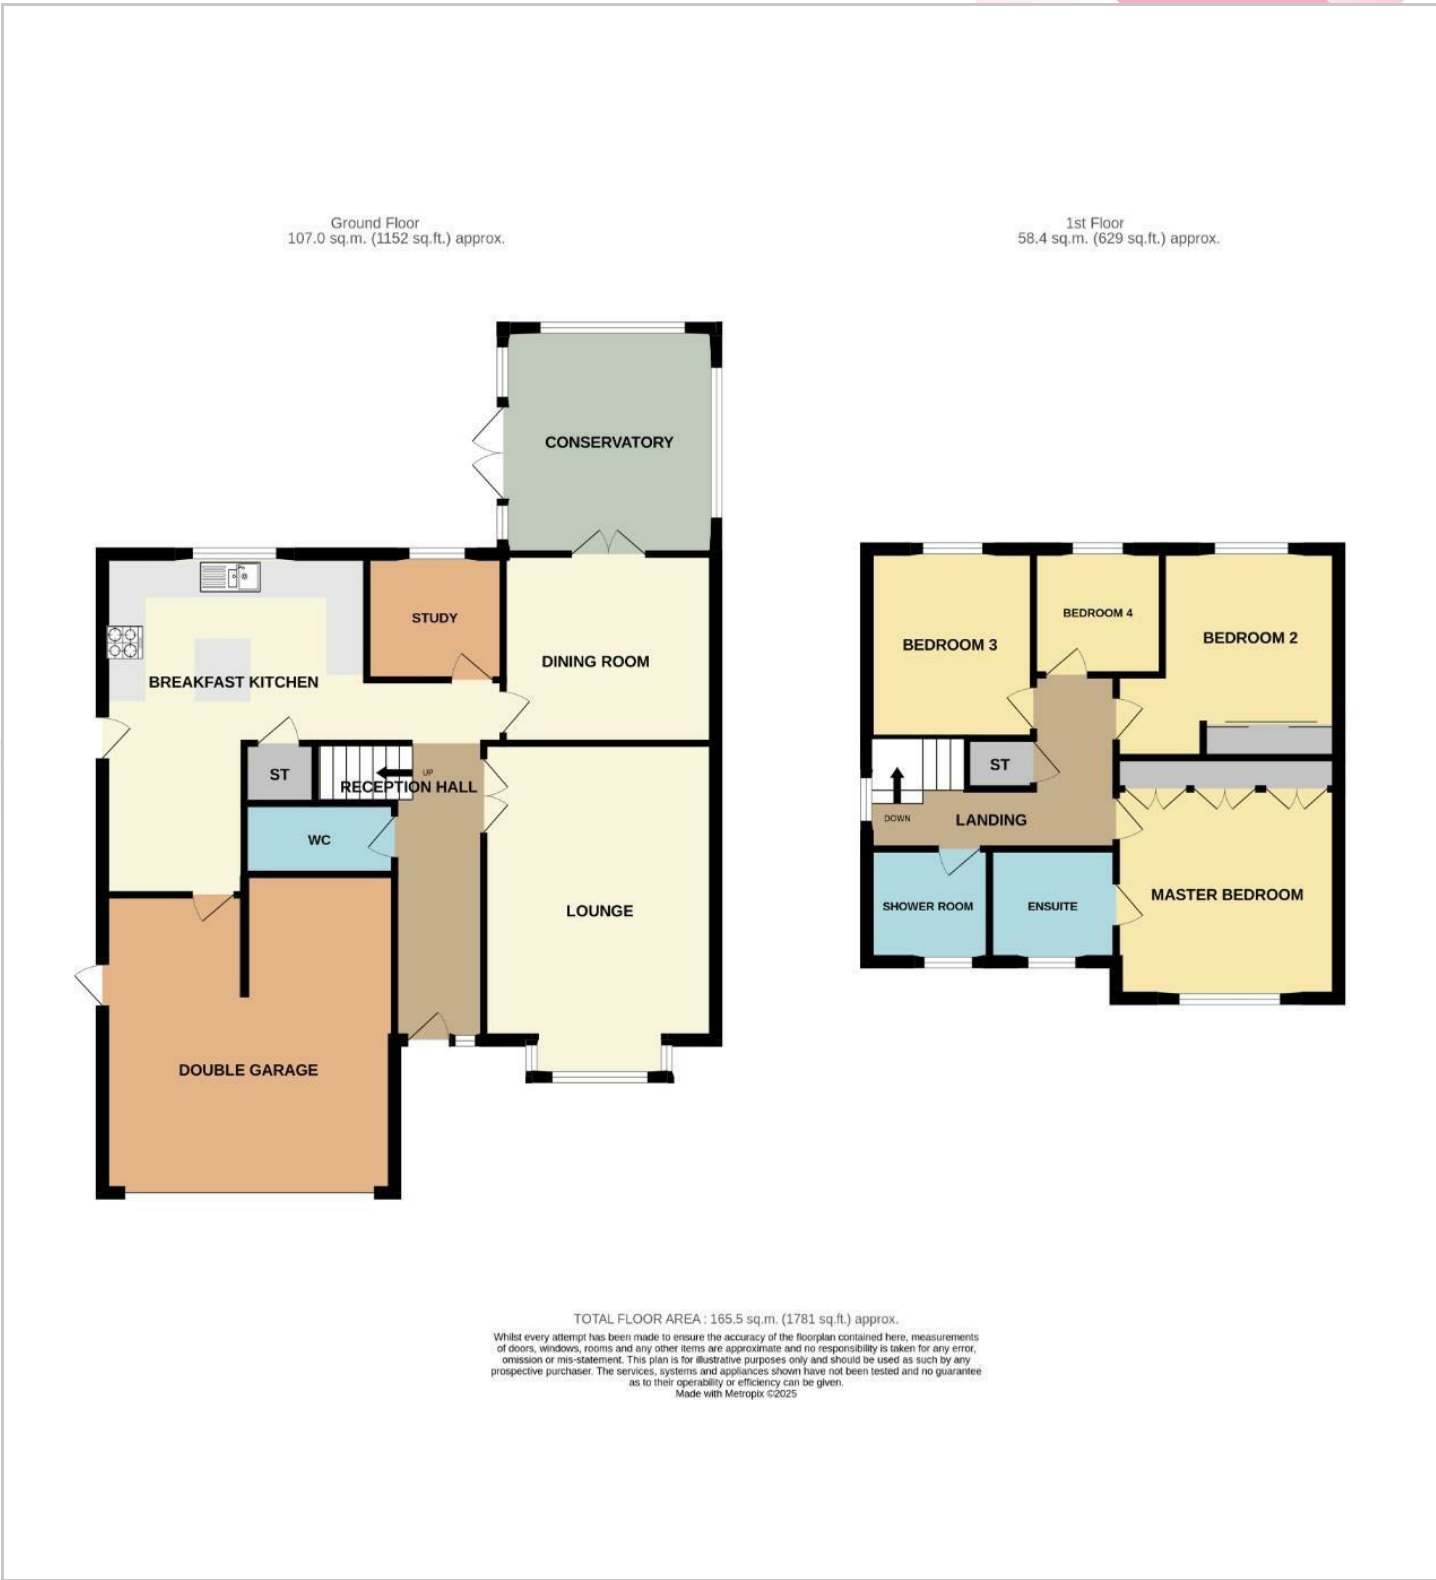 Ground Floor
107.0 sq.m. (1152 sq.ft.) approx.
1st Floor
58.4 sq.m. (629 sq.ft.) approx.
CONSERVATORY
STUDY
DINING ROOM
BREAKFAST KITCHEN
ST
UP
RECEPTION HALL
WC
LOUNGE
DOUBLE GARAGE
BEDROOM 3
BEDROOM 4
BEDROOM 2
ST
DOWN
LANDING
MASTER BEDROOM
SHOWER ROOM
ENSUITE
TOTAL FLOOR AREA : 165.5 sq.m. (1781 sq.ft.) approx.
Whilst every attempt has been made to ensure the accuracy of the floorplan contained here, measurements
of doors, windows, rooms and any other items are approximate and no responsibility is taken for any error,
omission or mis-statement. This plan is for illustrative purposes only and should be used as such by any
prospective purchaser. The services, systems and appliances shown have not been tested and no guarantee
as to their operability or efficiency can be given.
Made with Metropix ©2025